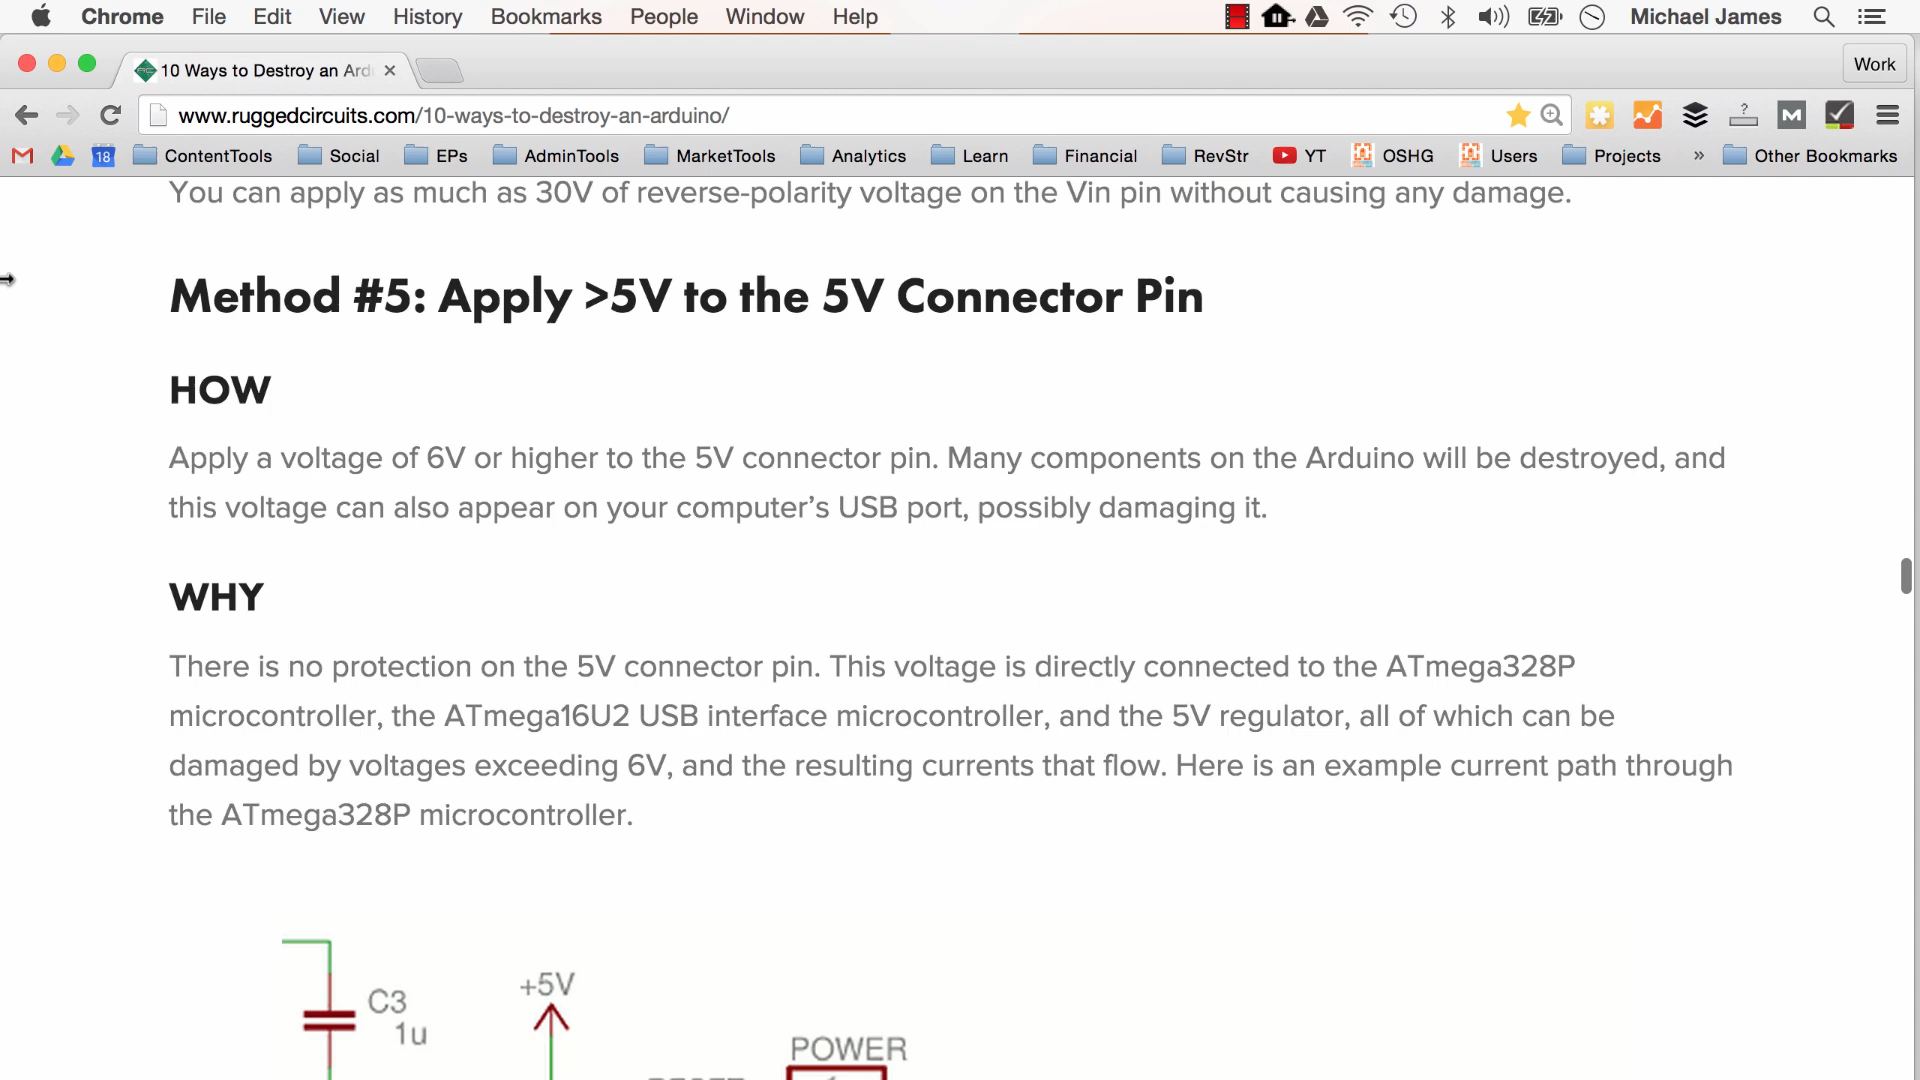 Chrome File Edit View History Bookmarks People Window Help Michael James
10 Ways to Destroy an Ard Work
www.ruggedcircuits.com/10-ways-to-destroy-an-arduino/
18 ContentTools Social EPs AdminTools MarketTools Analytics Learn Financial RevStr YT OSHG Users Projects » Other Bookmarks
You can apply as much as 30V of reverse-polarity voltage on the Vin pin without causing any damage.
Method #5: Apply >5V to the 5V Connector Pin
HOW
Apply a voltage of 6V or higher to the 5V connector pin. Many components on the Arduino will be destroyed, and
this voltage can also appear on your computer’s USB port, possibly damaging it.
WHY
There is no protection on the 5V connector pin. This voltage is directly connected to the ATmega328P
microcontroller, the ATmega16U2 USB interface microcontroller, and the 5V regulator, all of which can be
damaged by voltages exceeding 6V, and the resulting currents that flow. Here is an example current path through
the ATmega328P microcontroller.
+5V
C3
1u
POWER